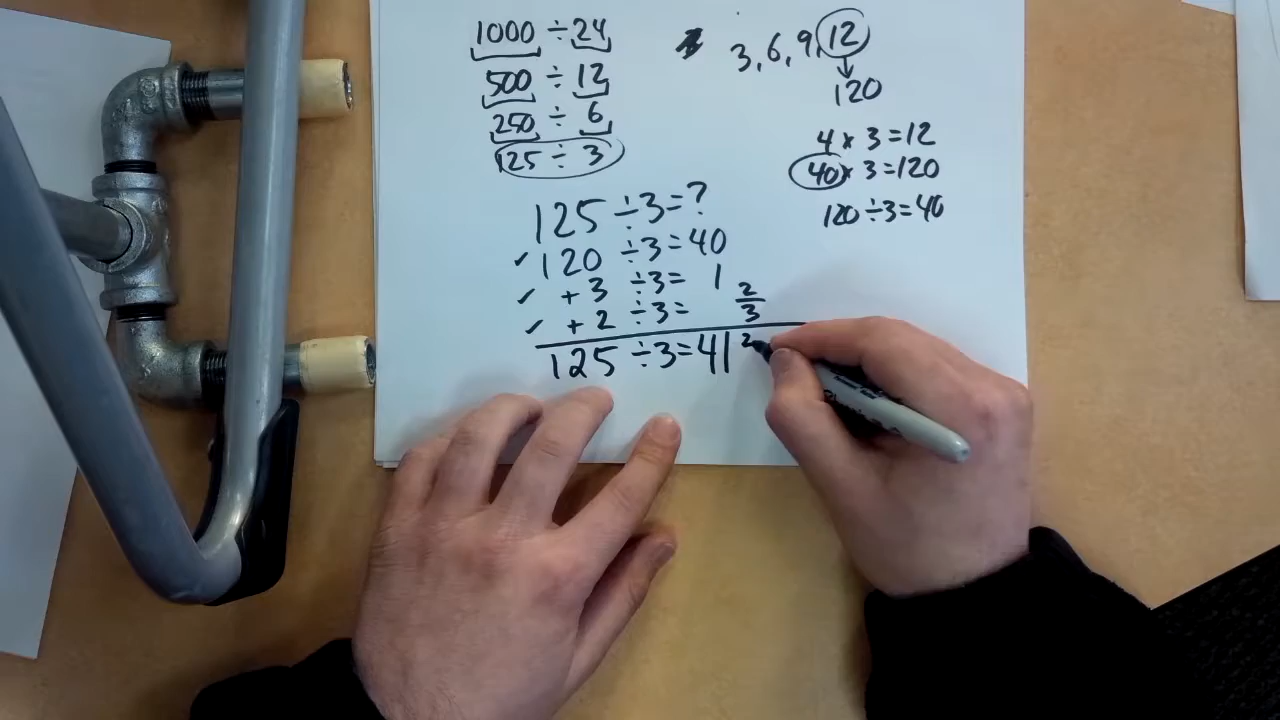 1000 ÷ 24
500 ÷ 12
250 ÷ 6
125 ÷ 3
3, 6, 9, 12
120
4 × 3 = 12
40 × 3 = 120
120 ÷ 3 = 40
125 ÷ 3 = ?
✓ 120 ÷ 3 = 40
✓ + 3 ÷ 3 = 1
✓ + 2 ÷ 3 = 2/3
125 ÷ 3 = 41 2